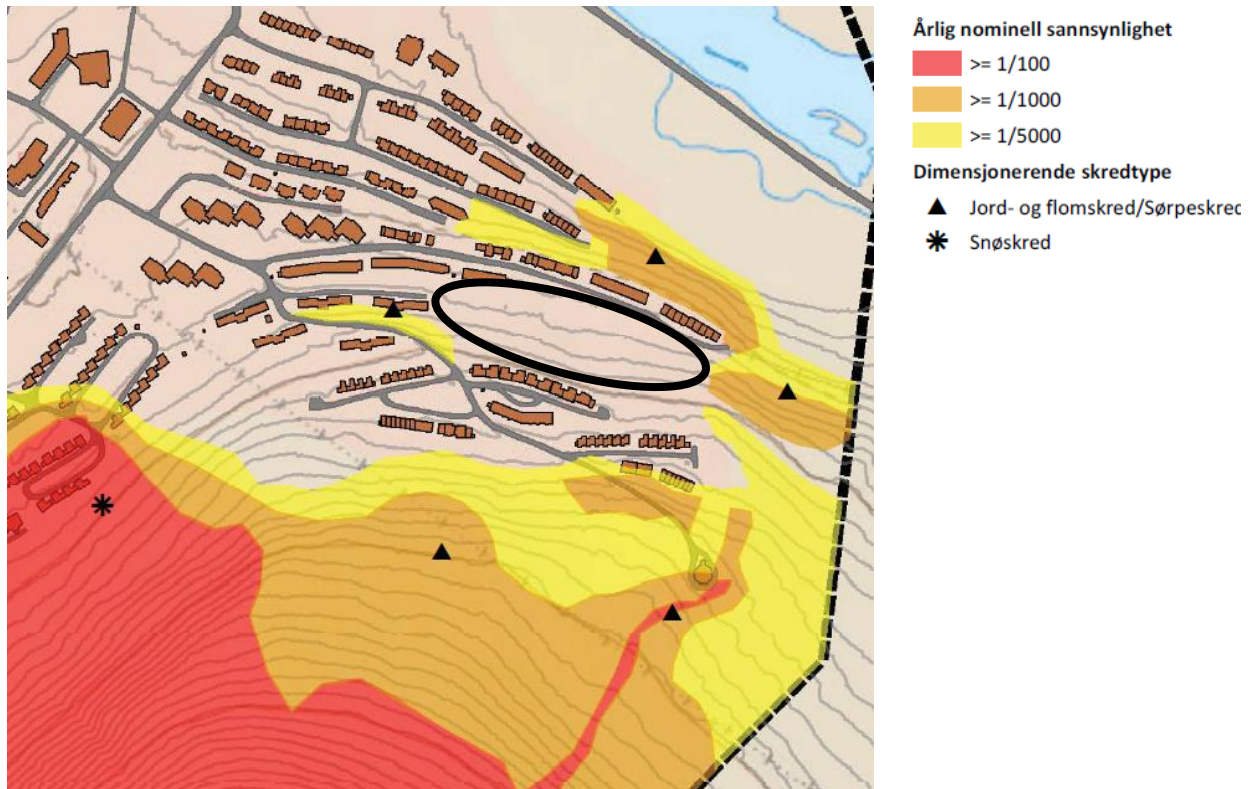 Årlig nominell sannsynlighet
>= 1/100
>= 1/1000
>= 1/5000
Dimensjonerende skredtype
Jord- og flomskred/Sørpeskred
Snøskred